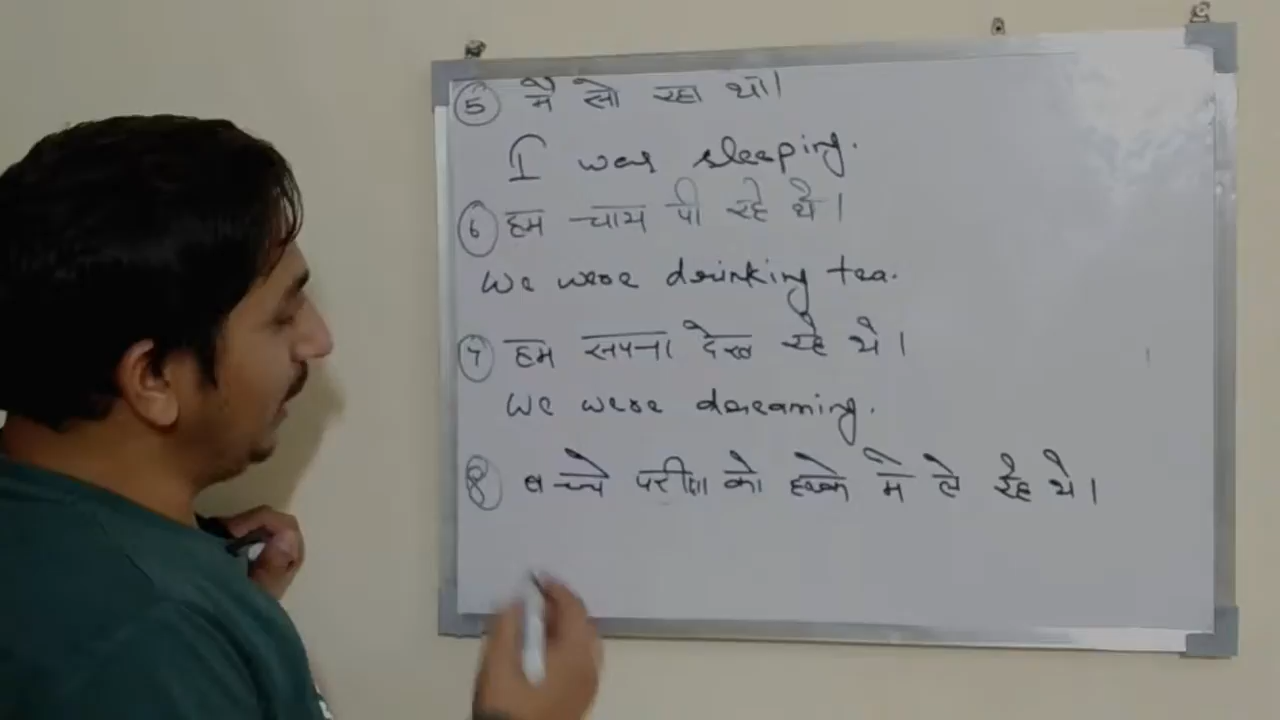 5 मै सो रहा था।
I was sleeping.
6 हम चाय पी रहे थे।
We were drinking tea.
7 हम सपना देख रहे थे।
We were dreaming.
8 बच्चे परीक्षा को हल्के मे ले रहे थे।